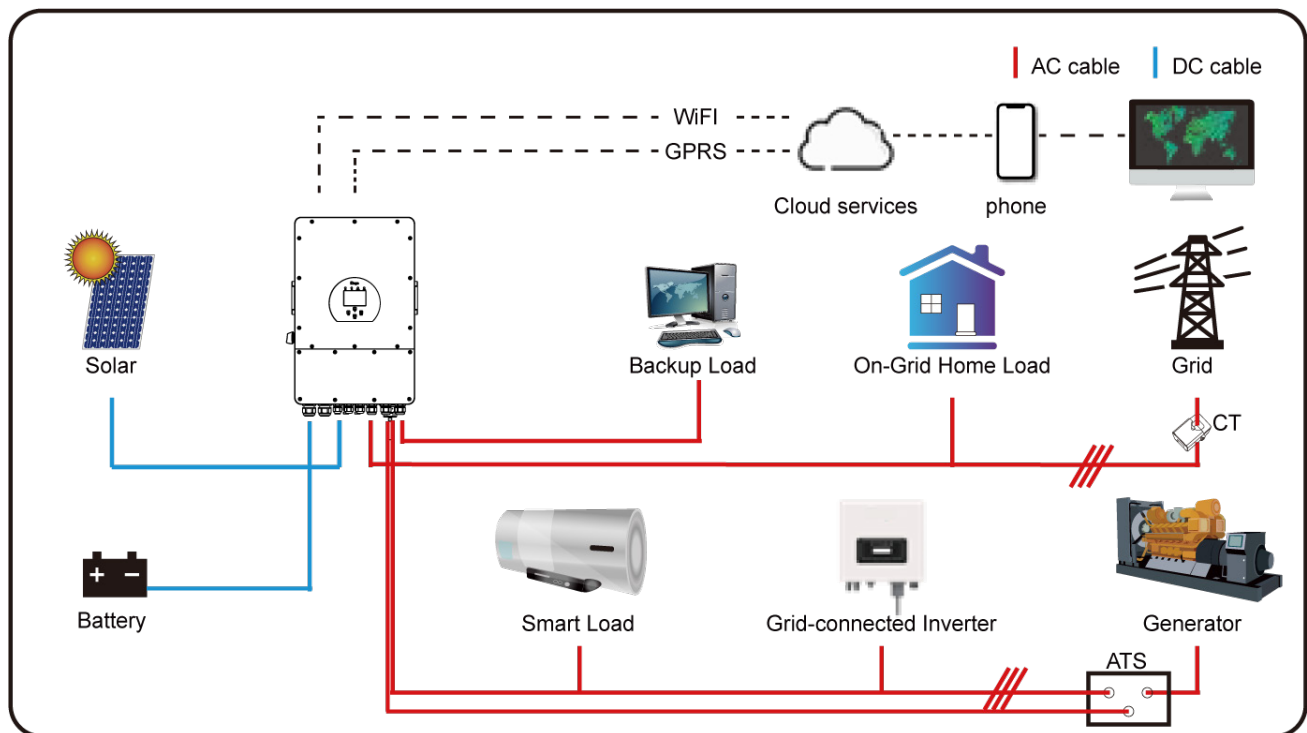 AC cable
DC cable
WiFI
GPRS
Cloud services
phone
Solar
Backup Load
On-Grid Home Load
Grid
CT
+ −
Battery
Smart Load
Grid-connected Inverter
Generator
ATS